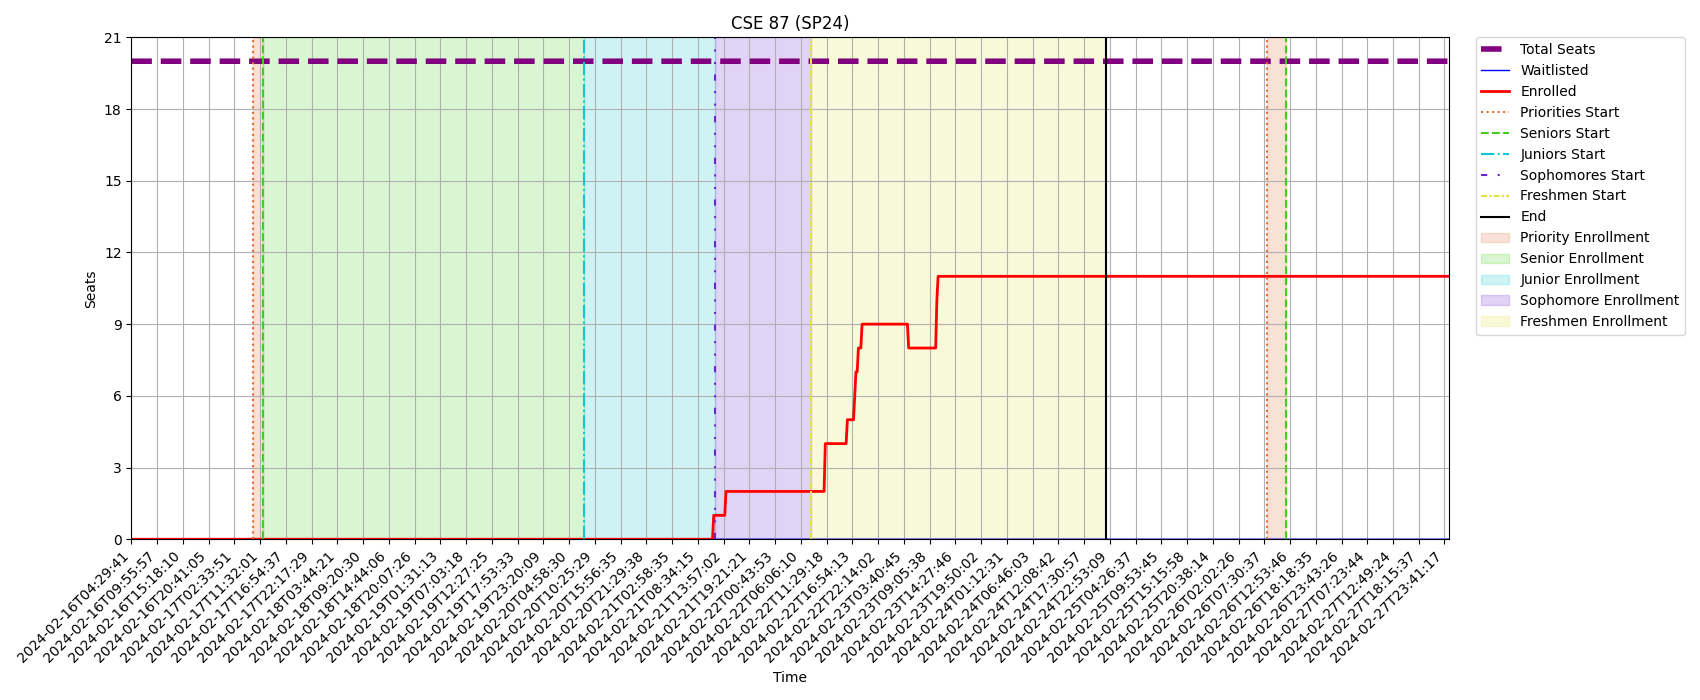 CSE 87 (SP24)
21
18
15
12
9
6
3
0
Seats
2024-02-16T04:29:41
2024-02-16T09:55:57
2024-02-16T15:18:10
2024-02-16T20:41:05
2024-02-17T02:33:51
2024-02-17T11:32:01
2024-02-17T16:54:37
2024-02-17T22:17:29
2024-02-18T03:44:21
2024-02-18T09:20:30
2024-02-18T14:44:06
2024-02-18T20:07:26
2024-02-19T01:31:13
2024-02-19T07:03:18
2024-02-19T12:27:25
2024-02-19T17:53:33
2024-02-19T23:20:09
2024-02-20T04:58:30
2024-02-20T10:25:29
2024-02-20T15:56:35
2024-02-20T21:29:38
2024-02-21T02:58:35
2024-02-21T08:34:15
2024-02-21T13:57:02
2024-02-21T19:21:21
2024-02-22T00:43:53
2024-02-22T06:06:10
2024-02-22T11:29:18
2024-02-22T16:54:13
2024-02-22T22:14:02
2024-02-23T03:40:45
2024-02-23T09:05:38
2024-02-23T14:27:46
2024-02-23T19:50:02
2024-02-24T01:12:31
2024-02-24T06:46:03
2024-02-24T12:08:42
2024-02-24T17:30:57
2024-02-24T22:53:09
2024-02-25T04:26:37
2024-02-25T09:53:45
2024-02-25T15:15:58
2024-02-25T20:38:14
2024-02-26T02:02:26
2024-02-26T07:30:37
2024-02-26T12:53:46
2024-02-26T18:18:35
2024-02-26T23:43:26
2024-02-27T07:23:44
2024-02-27T12:49:24
2024-02-27T18:15:37
2024-02-27T23:41:17
Time
Total Seats
Waitlisted
Enrolled
Priorities Start
Seniors Start
Juniors Start
Sophomores Start
Freshmen Start
End
Priority Enrollment
Senior Enrollment
Junior Enrollment
Sophomore Enrollment
Freshmen Enrollment